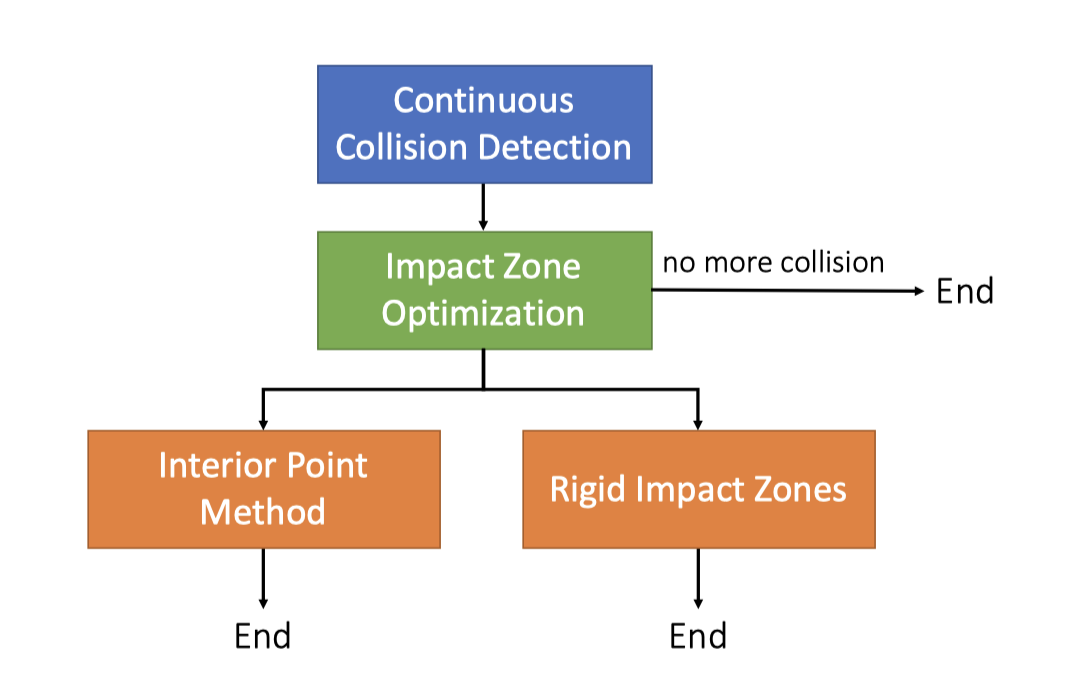 Continuous
Collision Detection
Impact Zone
Optimization
no more collision
End
Interior Point
Method
Rigid Impact Zones
End
End